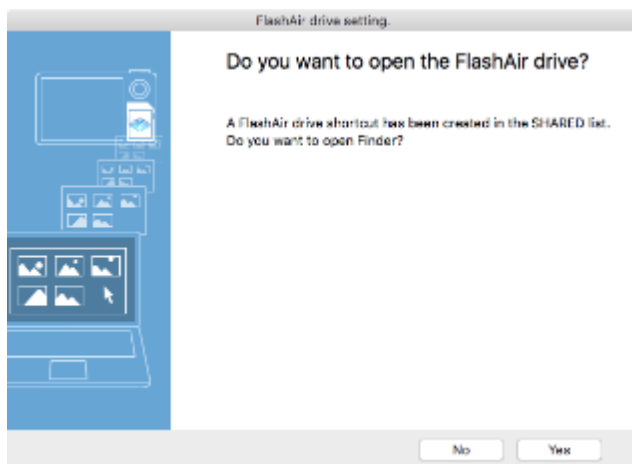 FlashAir drive setting.
Do you want to open the FlashAir drive?
A FlashAir drive shortcut has been created in the SHARED list.
Do you want to open Finder?
No
Yes